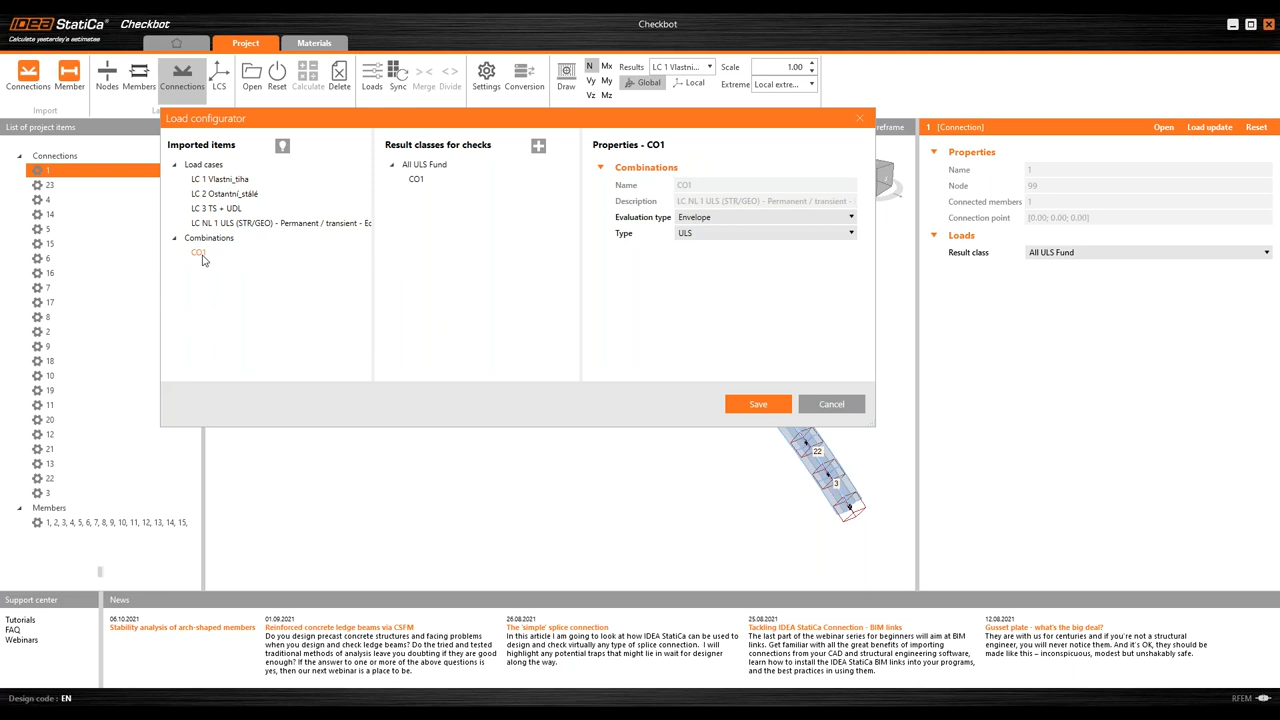 IDEA StatiCa® Checkbot
Calculate yesterday's estimates
Checkbot
Project
Materials
Connections
Member
Nodes
Members
Connections
LCS
Open
Reset
Calculate
Delete
Loads
Sync
Merge
Divide
Settings
Conversion
Draw
N Mx
Vy My
Vz Mz
Results LC 1 Vlastni...
Global Local
Scale 1.00
Extreme Local extre...
Import
La
List of project items
Connections
1
23
4
14
5
15
6
16
7
17
8
2
9
18
10
19
11
20
12
21
13
22
3
Members
1, 2, 3, 4, 5, 6, 7, 8, 9, 10, 11, 12, 13, 14, 15,
Load configurator
Imported items
Load cases
LC 1 Vlastni_tiha
LC 2 Ostantní_stálé
LC 3 TS + UDL
LC NL 1 ULS (STR/GEO) - Permanent / transient - Ec
Combinations
CO1
Result classes for checks
All ULS Fund
CO1
Properties - CO1
Combinations
Name CO1
Description LC NL 1 ULS (STR/GEO) - Permanent / transient - E
Evaluation type Envelope
Type ULS
Save
Cancel
reframe
22
3
1 [Connection]
Open Load update Reset
Properties
Name 1
Node 99
Connected members 1
Connection point [0.00; 0.00; 0.00]
Loads
Result class All ULS Fund
Support center
Tutorials
FAQ
Webinars
News
06.10.2021
Stability analysis of arch-shaped members
01.09.2021
Reinforced concrete ledge beams via CSFM
Do you design precast concrete structures and facing problems
when you design and check ledge beams? Do the tried and tested
traditional methods of analysis leave you doubting if they are good
enough? If the answer to one or more of the above questions is
yes, then our next webinar is a place to be.
26.08.2021
The 'simple' splice connection
In this article I am going to look at how IDEA StatiCa can be used to
design and check virtually any type of splice connection. I will
highlight any potential traps that might lie in wait for designer
along the way.
25.08.2021
Tackling IDEA StatiCa Connection - BIM links
The last part of the webinar series for beginners will aim at BIM
links. Get familiar with all the great benefits of importing
connections from your CAD and structural engineering software,
learn how to install the IDEA StatiCa BIM links into your programs,
and the best practices in using them.
12.08.2021
Gusset plate - what's the big deal?
They are with us for centuries and if you're not a structural
engineer, you will never notice them. And it's OK, they should be
made like this – inconspicuous, modest but unshakably safe.
Design code : EN
RFEM